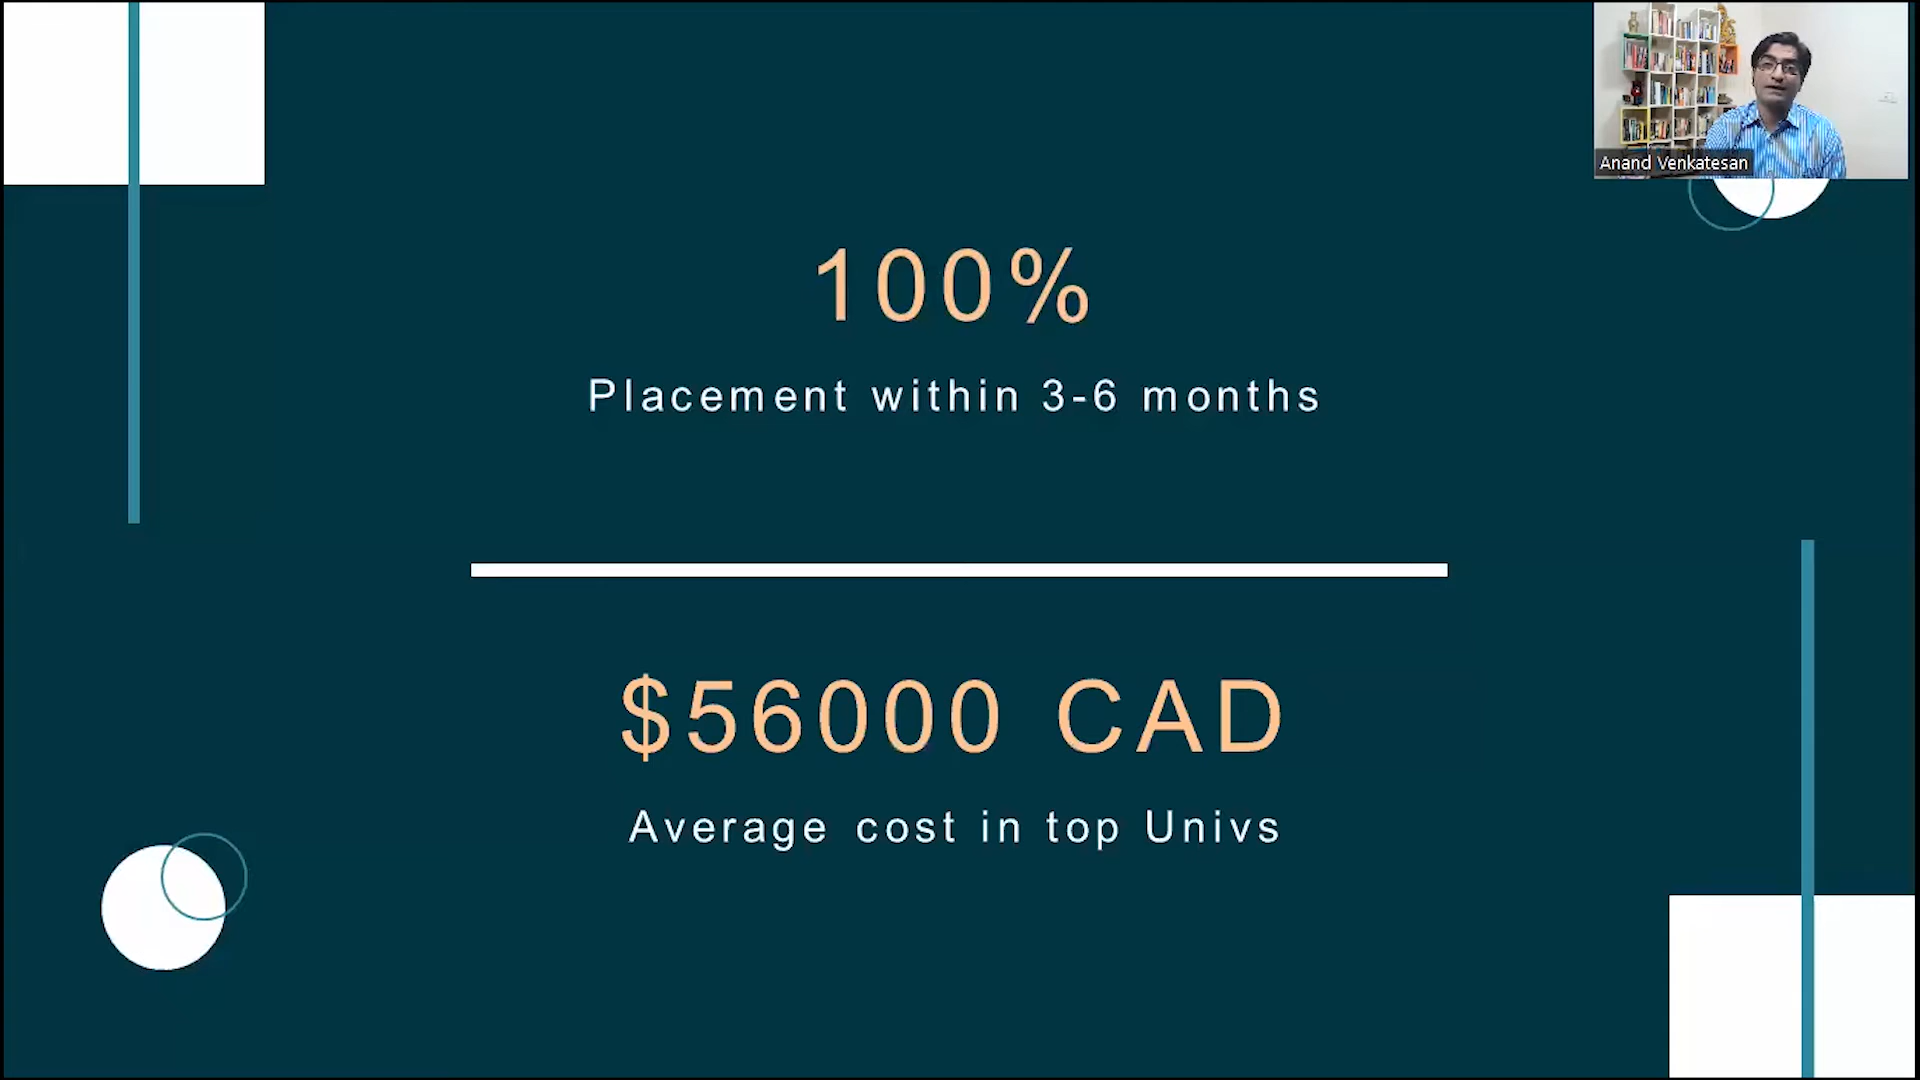 Anand Venkatesan
100%
Placement within 3-6 months
$56000 CAD
Average cost in top Univs